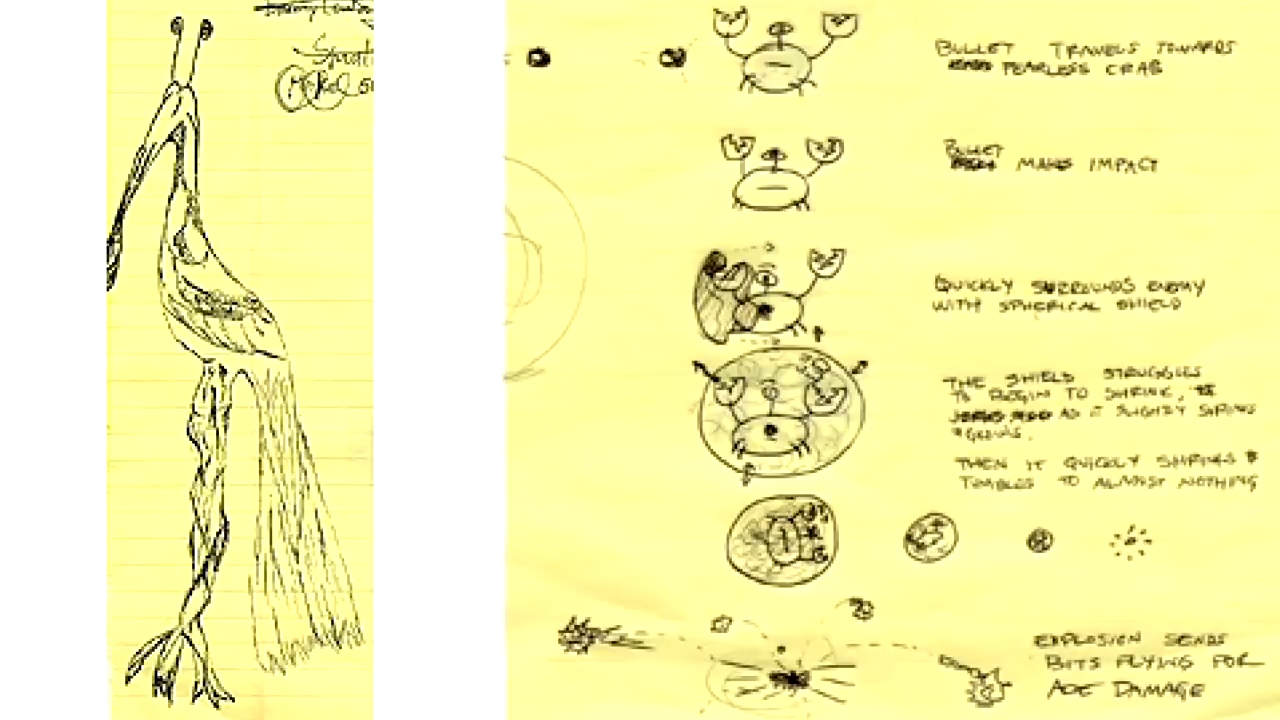 BULLET TRAVELS TOWARDS
FEARLESS CRAB
BULLET
MAKES IMPACT
QUICKLY SURROUNDS ENEMY
WITH SPHERICAL SHIELD
THE SHIELD STRUGGLES
TO BEGIN TO SHRINK,
AS IT SLIGHTLY SHRINKS
& GROWS.
THEN IT QUICKLY SHRINKS &
TUMBLES TO ALMOST NOTHING
EXPLOSION SENDS
BITS FLYING FOR
AOE DAMAGE